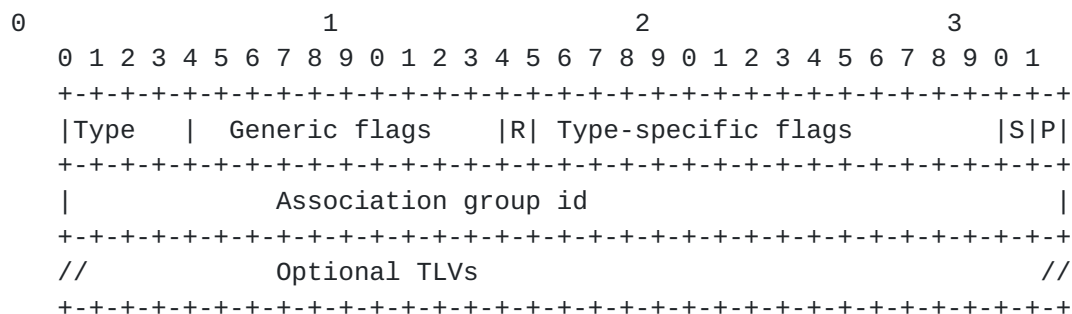 0                   1                   2                   3
   0 1 2 3 4 5 6 7 8 9 0 1 2 3 4 5 6 7 8 9 0 1 2 3 4 5 6 7 8 9 0 1
   +-+-+-+-+-+-+-+-+-+-+-+-+-+-+-+-+-+-+-+-+-+-+-+-+-+-+-+-+-+-+-+-+
   |Type   |  Generic flags    |R| Type-specific flags         |S|P|
   +-+-+-+-+-+-+-+-+-+-+-+-+-+-+-+-+-+-+-+-+-+-+-+-+-+-+-+-+-+-+-+-+
   |             Association group id                              |
   +-+-+-+-+-+-+-+-+-+-+-+-+-+-+-+-+-+-+-+-+-+-+-+-+-+-+-+-+-+-+-+-+
   //            Optional TLVs                                    //
   +-+-+-+-+-+-+-+-+-+-+-+-+-+-+-+-+-+-+-+-+-+-+-+-+-+-+-+-+-+-+-+-+